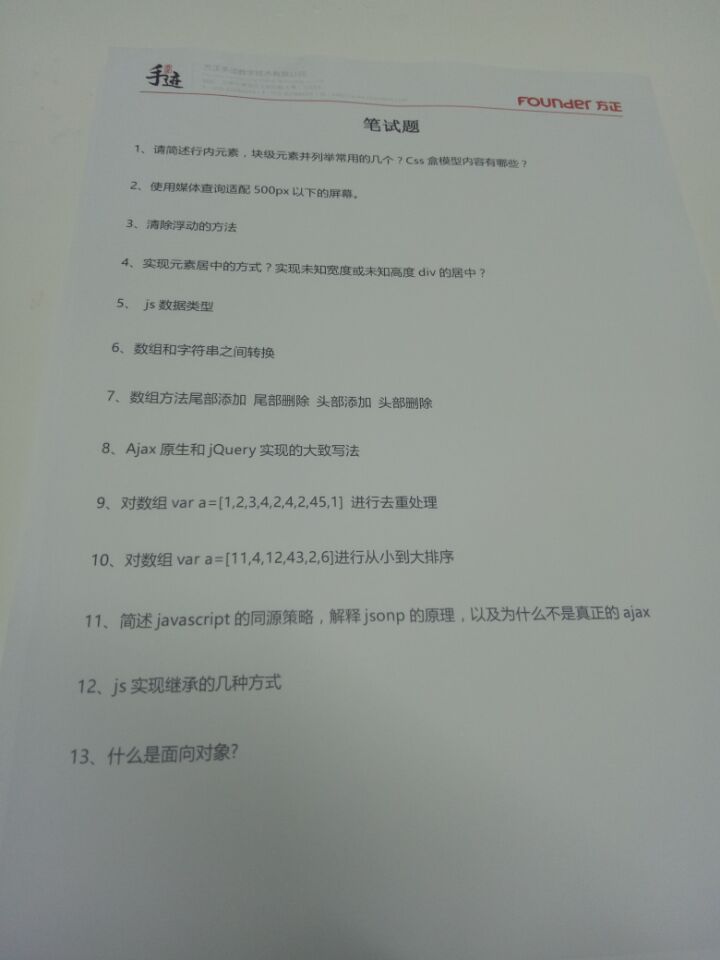 手迹
Founder 方正
笔试题
1、请简述行内元素，块级元素并列举常用的几个？Css 盒模型内容有哪些？
2、使用媒体查询适配 500px 以下的屏幕。
3、清除浮动的方法
4、实现元素居中的方式？实现未知宽度或未知高度 div 的居中？
5、 js 数据类型
6、数组和字符串之间转换
7、数组方法尾部添加 尾部删除 头部添加 头部删除
8、Ajax 原生和 jQuery 实现的大致写法
9、对数组 var a=[1,2,3,4,2,4,2,45,1] 进行去重处理
10、对数组 var a=[11,4,12,43,2,6]进行从小到大排序
11、简述 javascript 的同源策略，解释 jsonp 的原理，以及为什么不是真正的 ajax
12、js 实现继承的几种方式
13、什么是面向对象?